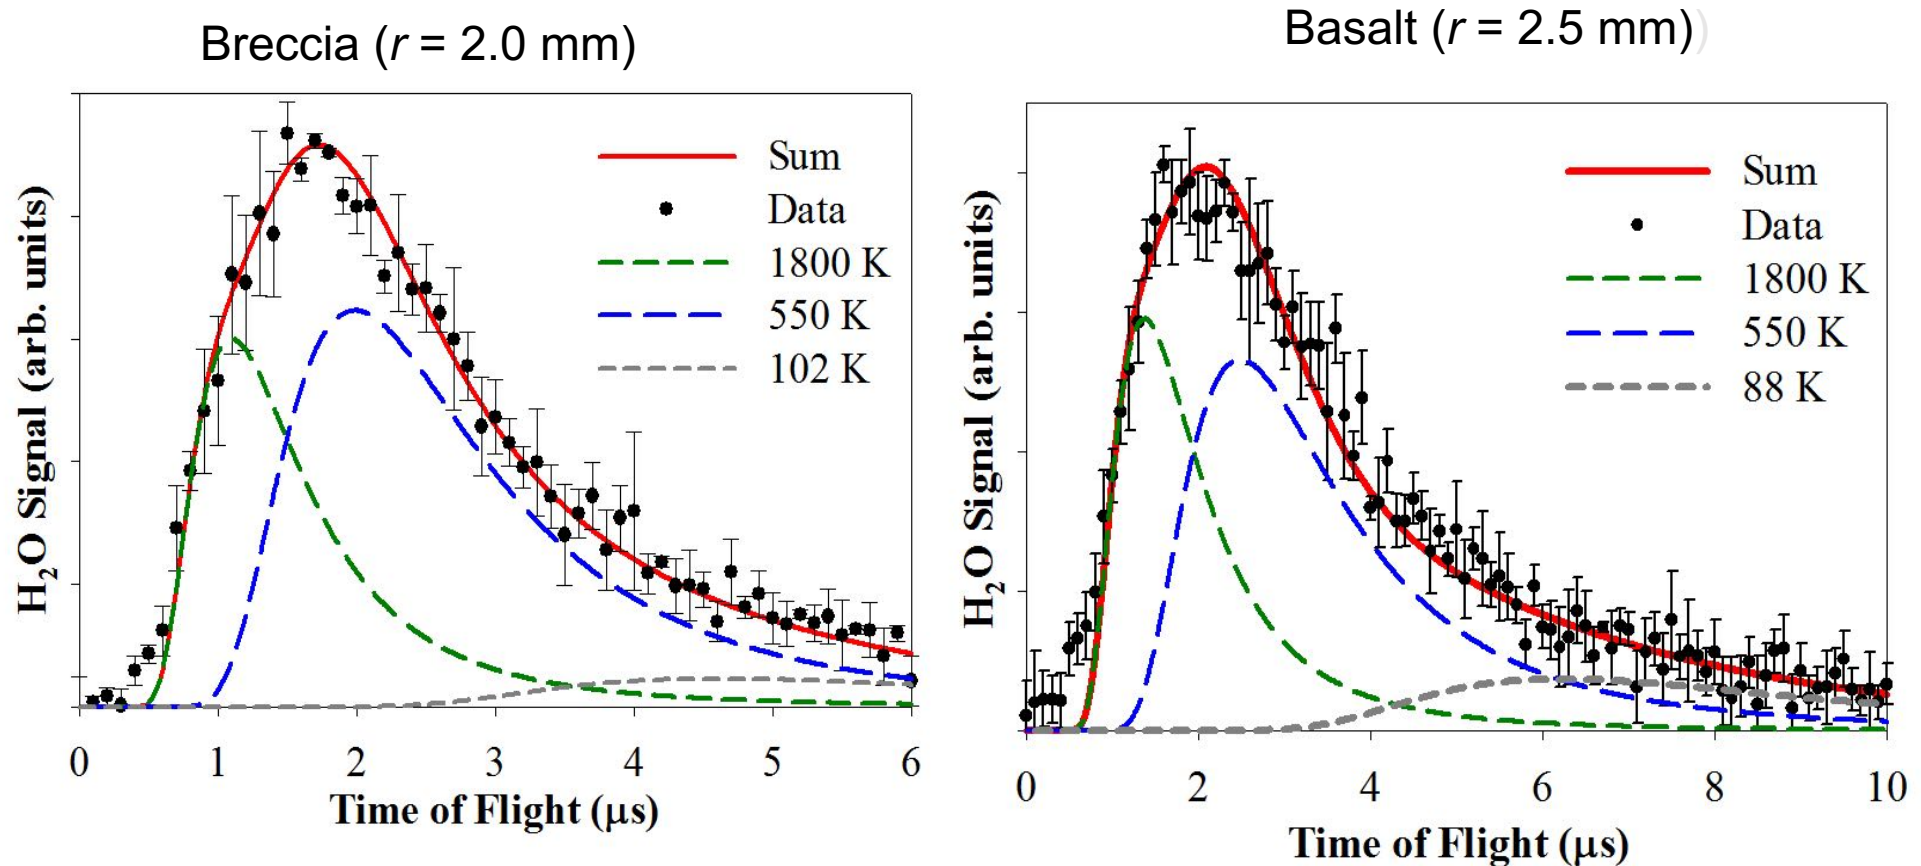 Breccia (r = 2.0 mm)
H₂O Signal (arb. units)
Sum
Data
1800 K
550 K
102 K
0 1 2 3 4 5 6
Time of Flight (μs)
Basalt (r = 2.5 mm))
H₂O Signal (arb. units)
Sum
Data
1800 K
550 K
88 K
0 2 4 6 8 10
Time of Flight (μs)